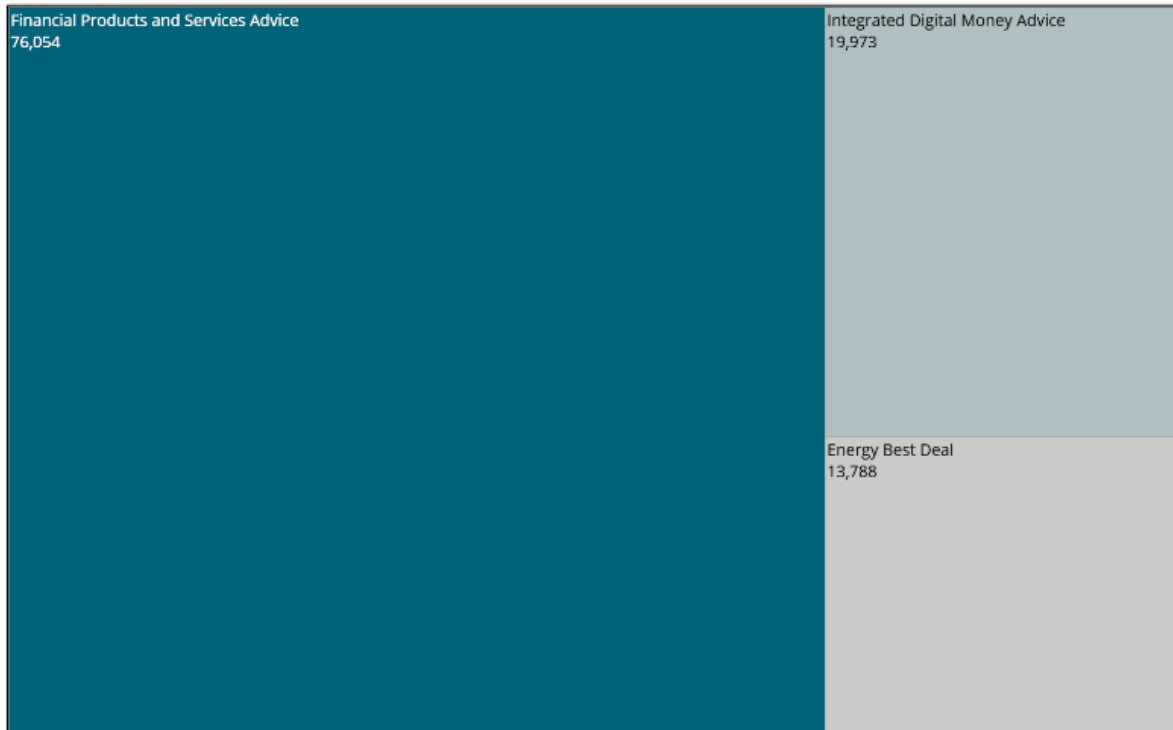 Financial Products and Services Advice
76,054
Integrated Digital Money Advice
19,973
Energy Best Deal
13,788